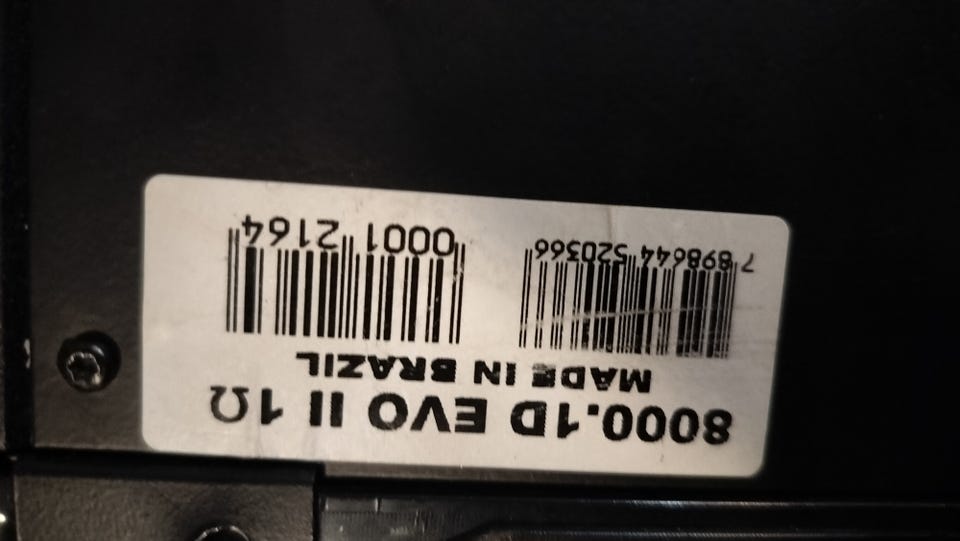 8000.1D EVO II 1Ω
MADE IN BRAZIL
7 898644 520366
0001 2164